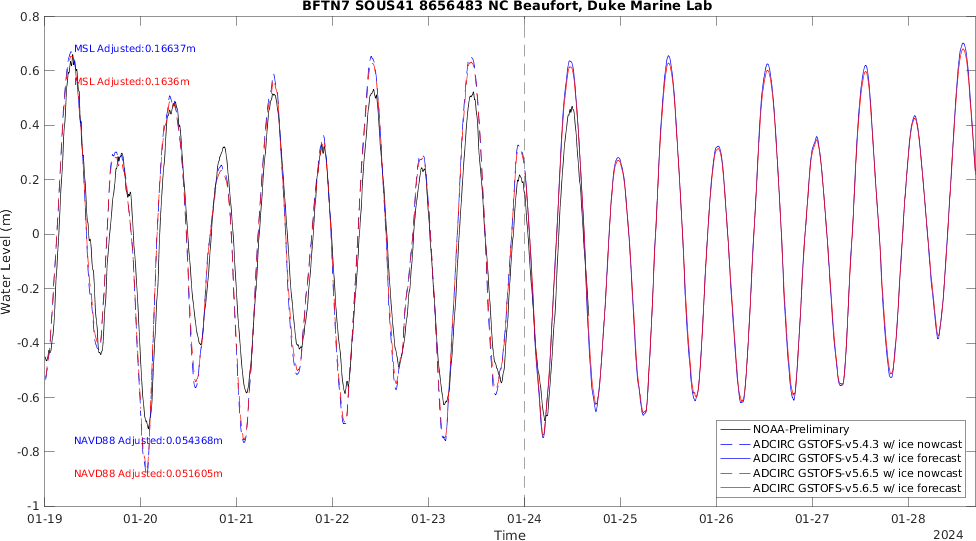 BFTN7 SOUS41 8656483 NC Beaufort, Duke Marine Lab
0.8
0.6
0.4
0.2
0
-0.2
-0.4
-0.6
-0.8
-1
Water Level (m)
MSL Adjusted:0.16637m
MSL Adjusted:0.1636m
NAVD88 Adjusted:0.054368m
NAVD88 Adjusted:0.051605m
NOAA-Preliminary
ADCIRC GSTOFS-v5.4.3 w/ ice nowcast
ADCIRC GSTOFS-v5.4.3 w/ ice forecast
ADCIRC GSTOFS-v5.6.5 w/ ice nowcast
ADCIRC GSTOFS-v5.6.5 w/ ice forecast
01-19 01-20 01-21 01-22 01-23 01-24 01-25 01-26 01-27 01-28
Time
2024